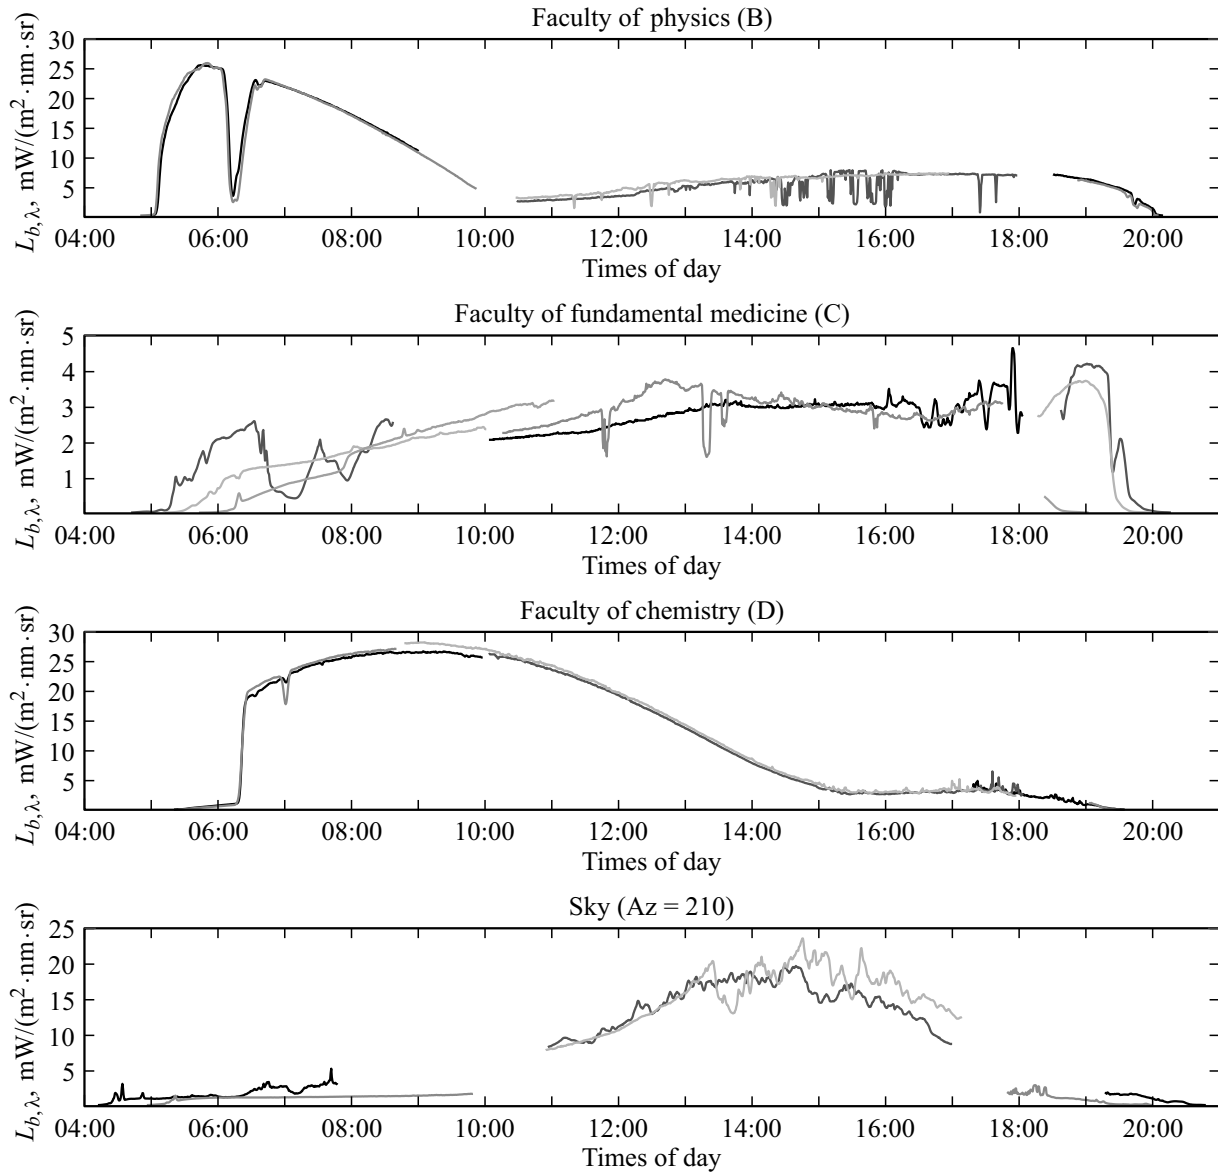 Faculty of physics (B)
L_{b,λ}, mW/(m²·nm·sr)
30
25
20
15
10
5
04:00 06:00 08:00 10:00 12:00 14:00 16:00 18:00 20:00
Times of day
Faculty of fundamental medicine (C)
L_{b,λ}, mW/(m²·nm·sr)
5
4
3
2
1
04:00 06:00 08:00 10:00 12:00 14:00 16:00 18:00 20:00
Times of day
Faculty of chemistry (D)
L_{b,λ}, mW/(m²·nm·sr)
30
25
20
15
10
5
04:00 06:00 08:00 10:00 12:00 14:00 16:00 18:00 20:00
Times of day
Sky (Az = 210)
L_{b,λ}, mW/(m²·nm·sr)
25
20
15
10
5
04:00 06:00 08:00 10:00 12:00 14:00 16:00 18:00 20:00
Times of day